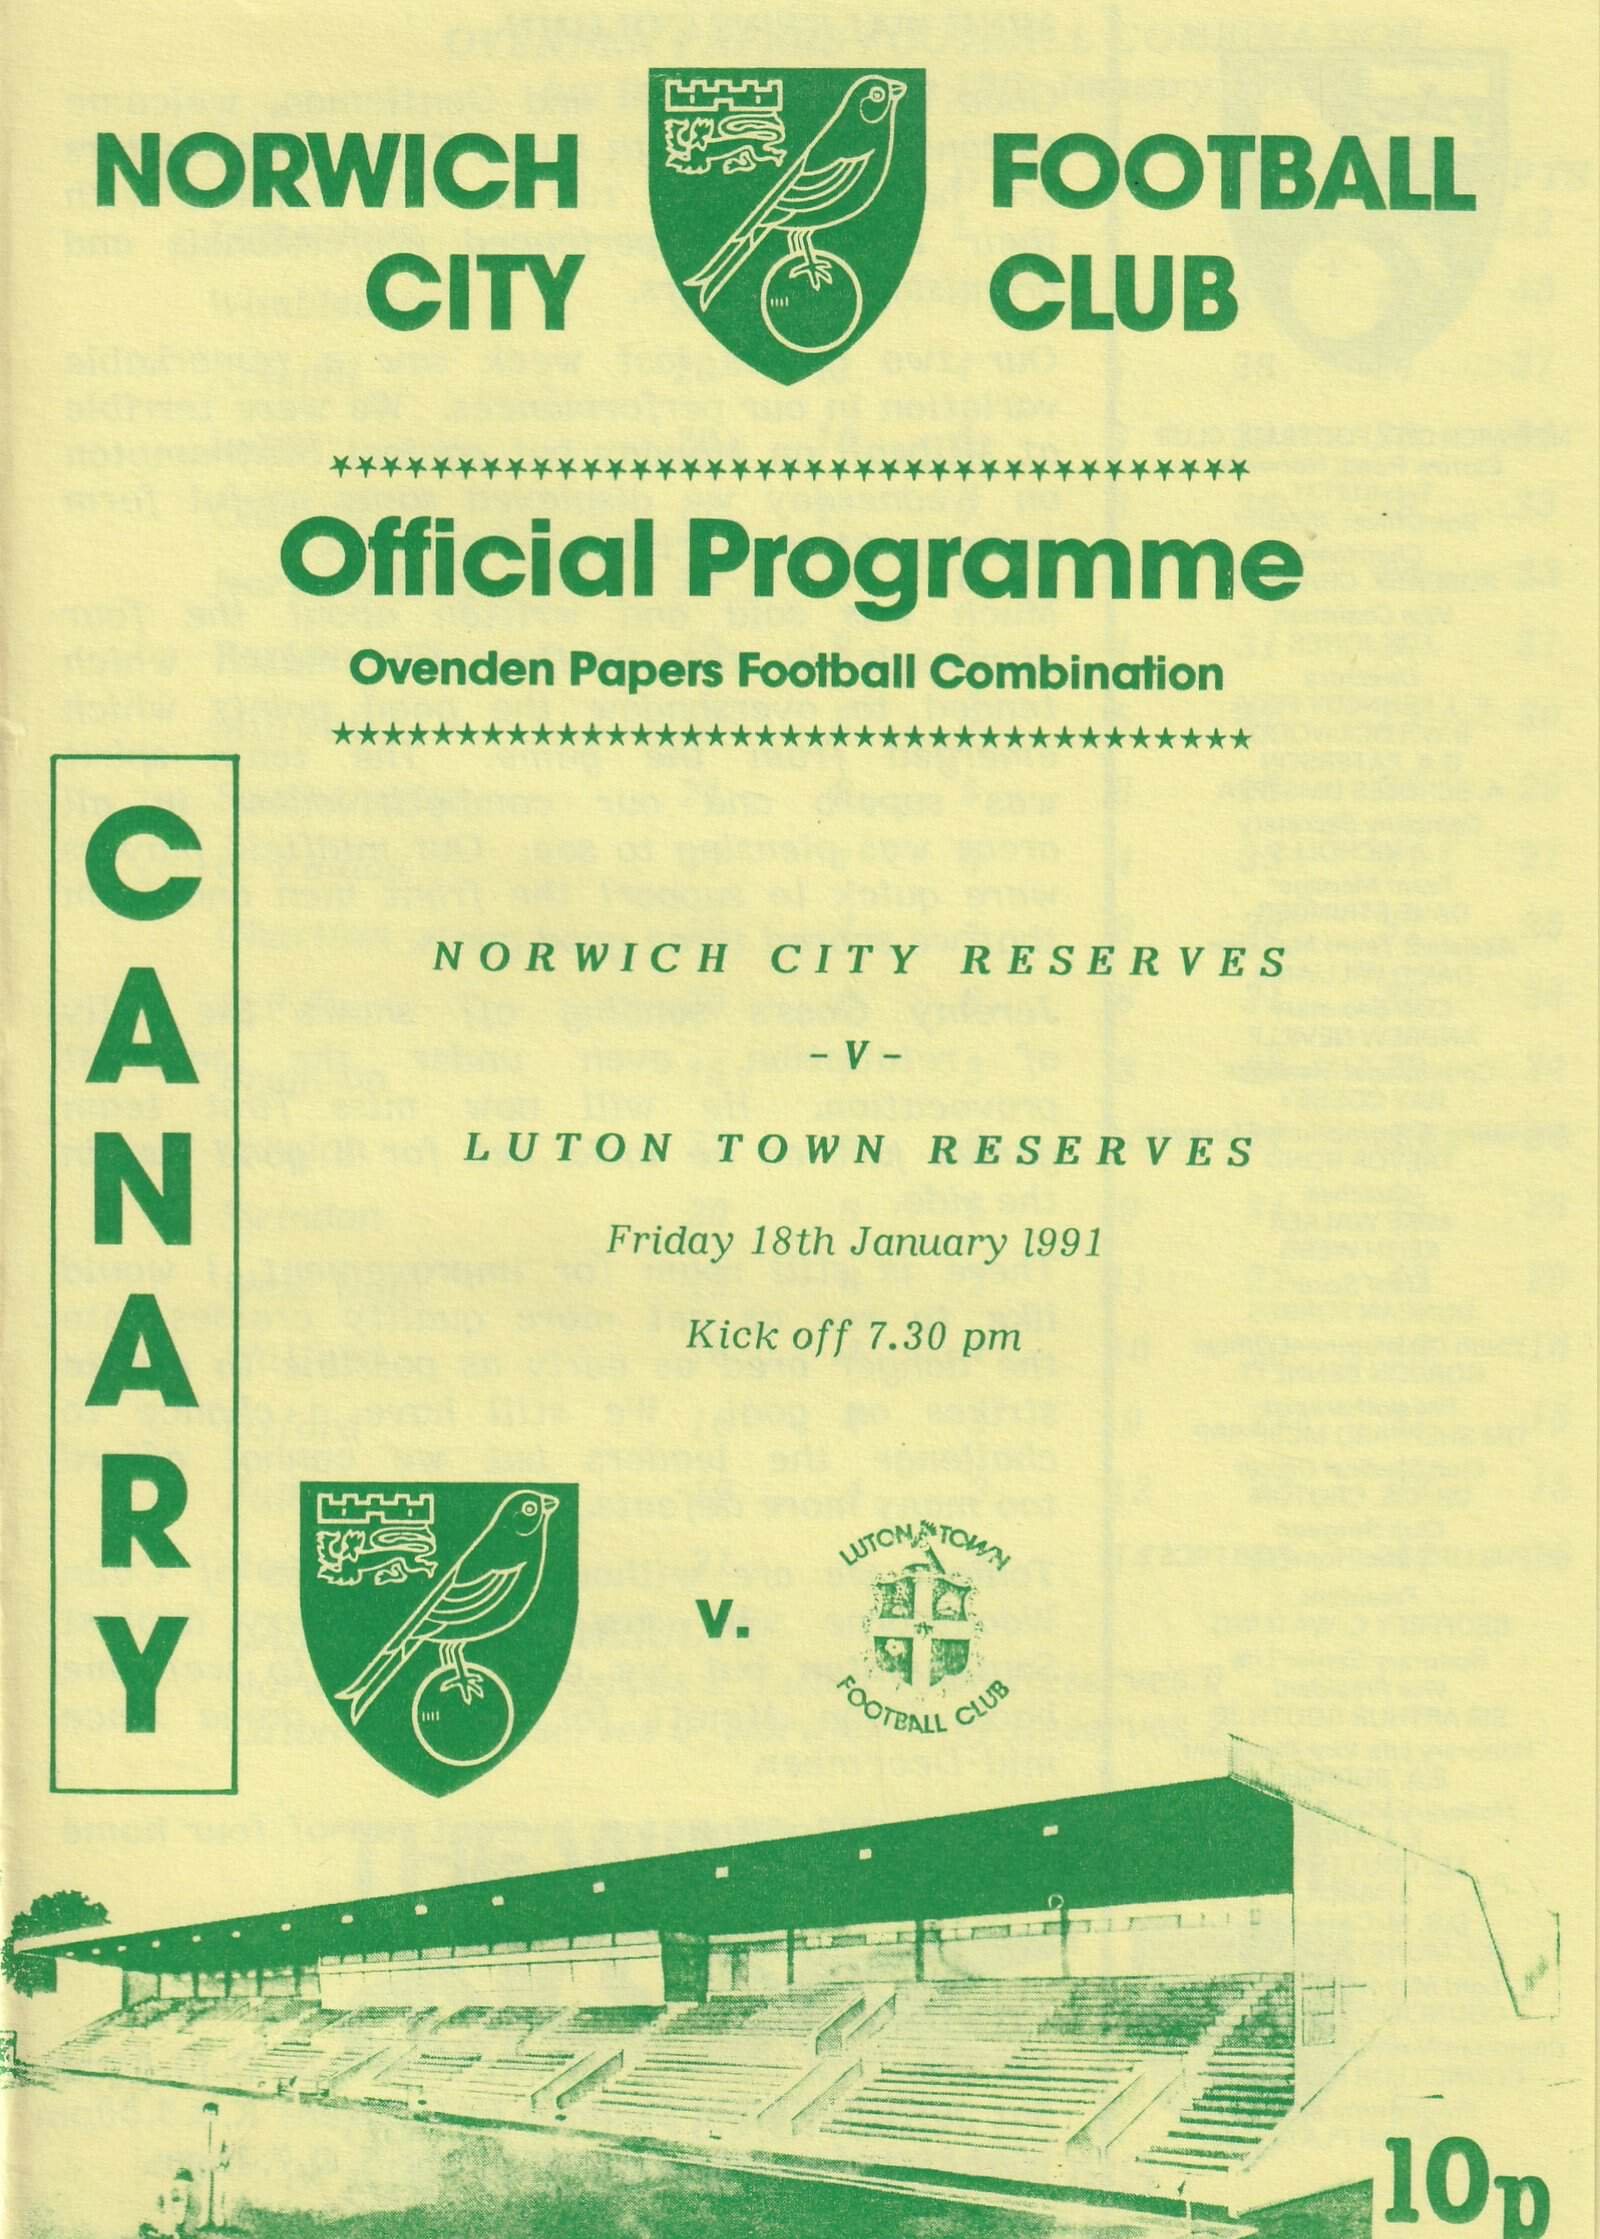 NORWICH FOOTBALL
CITY CLUB
Official Programme
Ovenden Papers Football Combination
CANARY
NORWICH CITY RESERVES
- V -
LUTON TOWN RESERVES
Friday 18th January 1991
Kick off 7.30 pm
v.
LUTON TOWN
FOOTBALL CLUB
10p